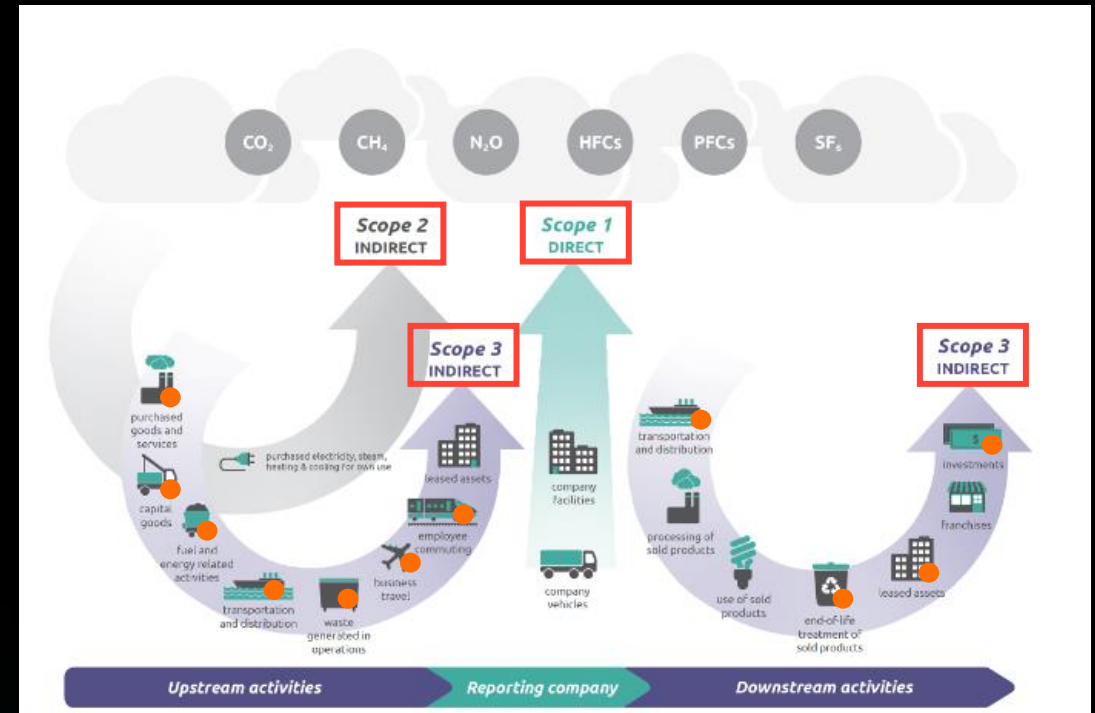 CO₂
CH₄
N₂O
HFCs
PFCs
SF₆
Scope 2
INDIRECT
Scope 1
DIRECT
Scope 3
INDIRECT
Scope 3
INDIRECT
purchased
goods and
services
capital
goods
fuel and
energy related
activities
transportation
and distribution
waste
generated in
operations
business
travel
employee
commuting
leased assets
purchased electricity, steam,
heating & cooling for own use
company
facilities
company
vehicles
transportation
and distribution
processing of
sold products
use of sold
products
end-of-life
treatment of
sold products
leased assets
franchises
$
investments
Upstream activities
Reporting company
Downstream activities